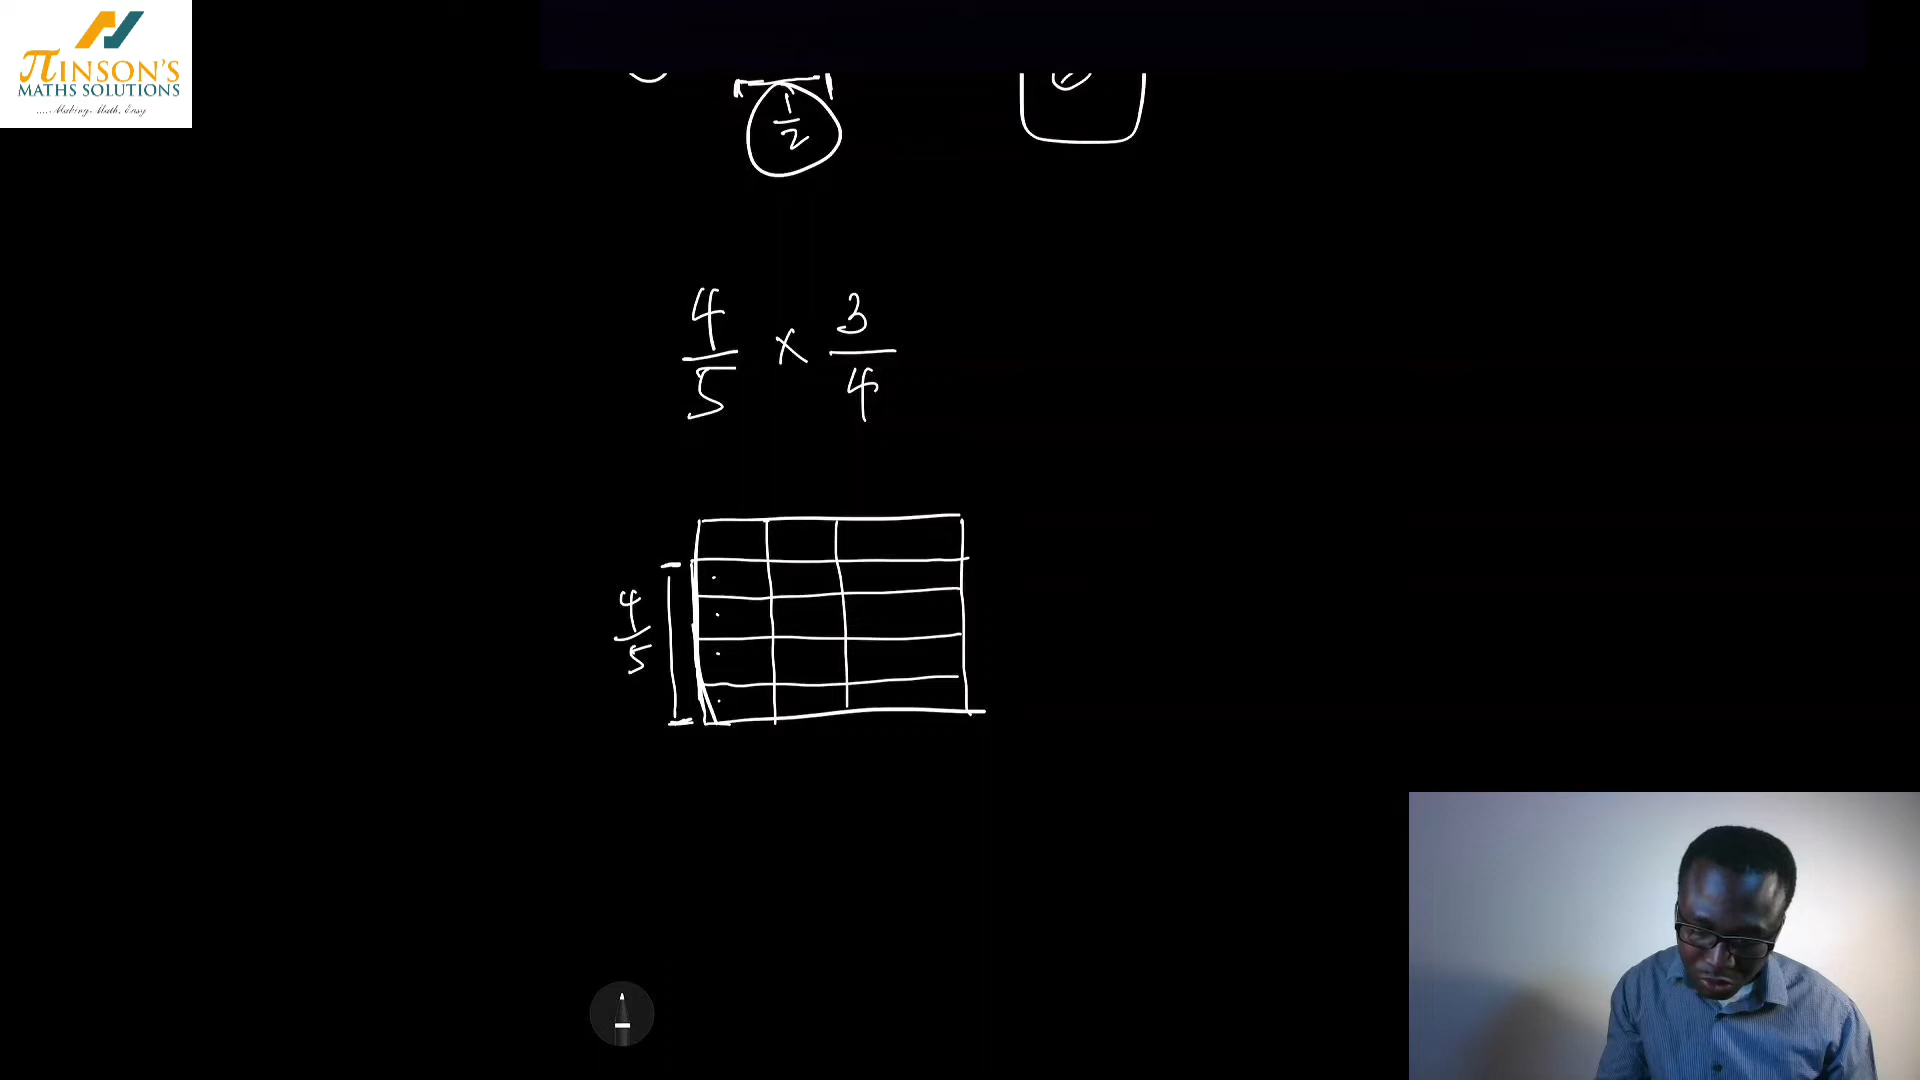 πINSON'S
MATHS SOLUTIONS
....Making Math, Easy
1/2
4/5 x 3/4
4/5